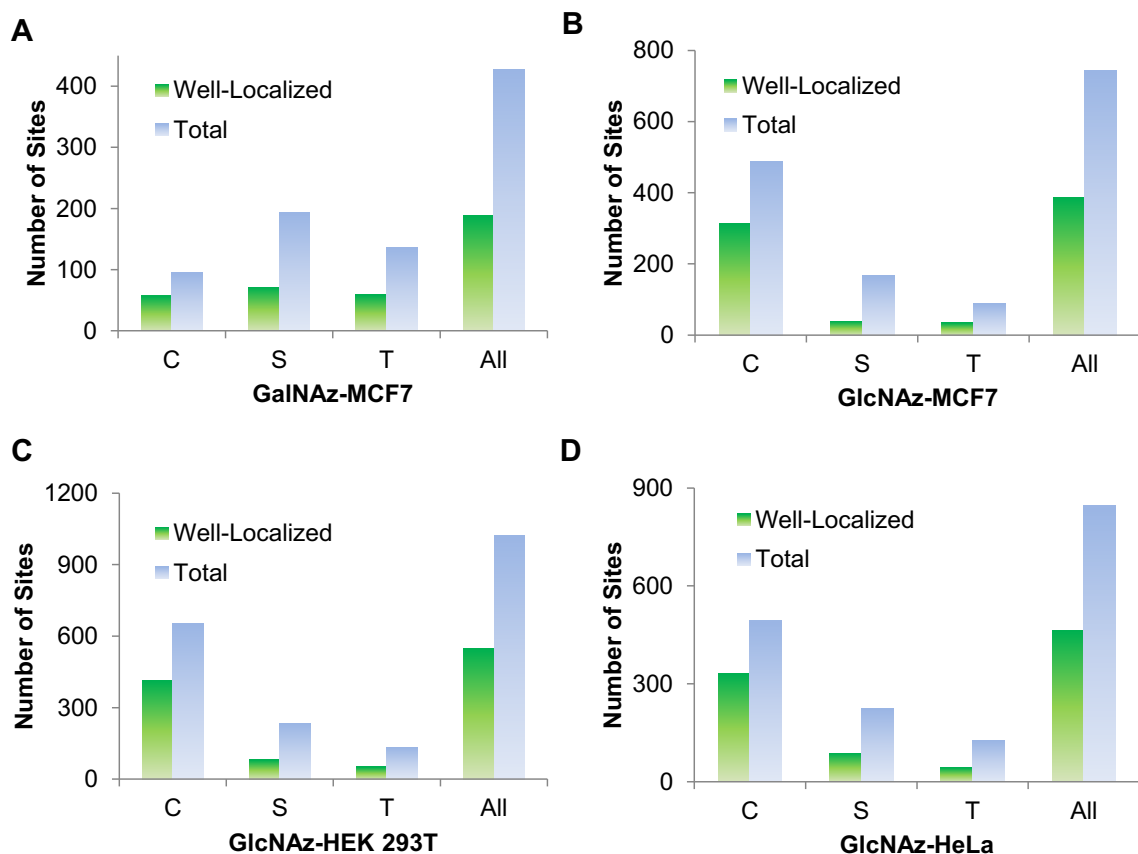 A
Number of Sites
400
300
200
100
0
Well-Localized
Total
C S T All
GalNAz-MCF7
B
Number of Sites
800
600
400
200
0
Well-Localized
Total
C S T All
GlcNAz-MCF7
C
Number of Sites
1200
900
600
300
0
Well-Localized
Total
C S T All
GlcNAz-HEK 293T
D
Number of Sites
900
600
300
0
Well-Localized
Total
C S T All
GlcNAz-HeLa